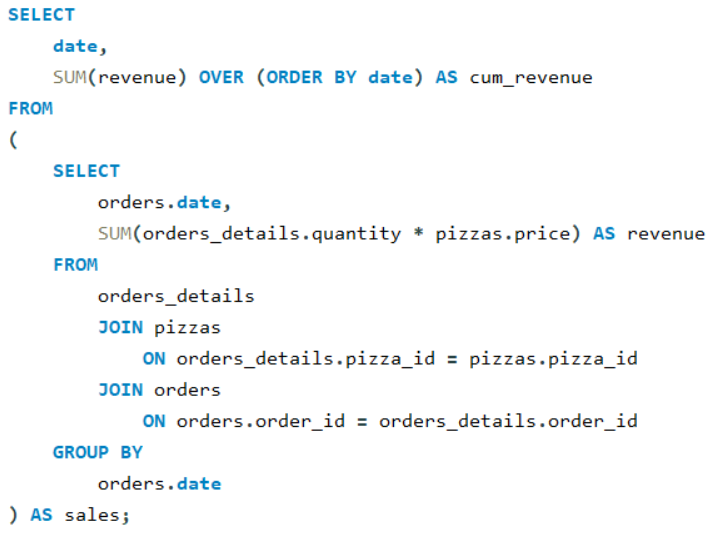 SELECT
    date,
    SUM(revenue) OVER (ORDER BY date) AS cum_revenue
FROM
(
    SELECT
        orders.date,
        SUM(orders_details.quantity * pizzas.price) AS revenue
    FROM
        orders_details
        JOIN pizzas
            ON orders_details.pizza_id = pizzas.pizza_id
        JOIN orders
            ON orders.order_id = orders_details.order_id
    GROUP BY
        orders.date
) AS sales;